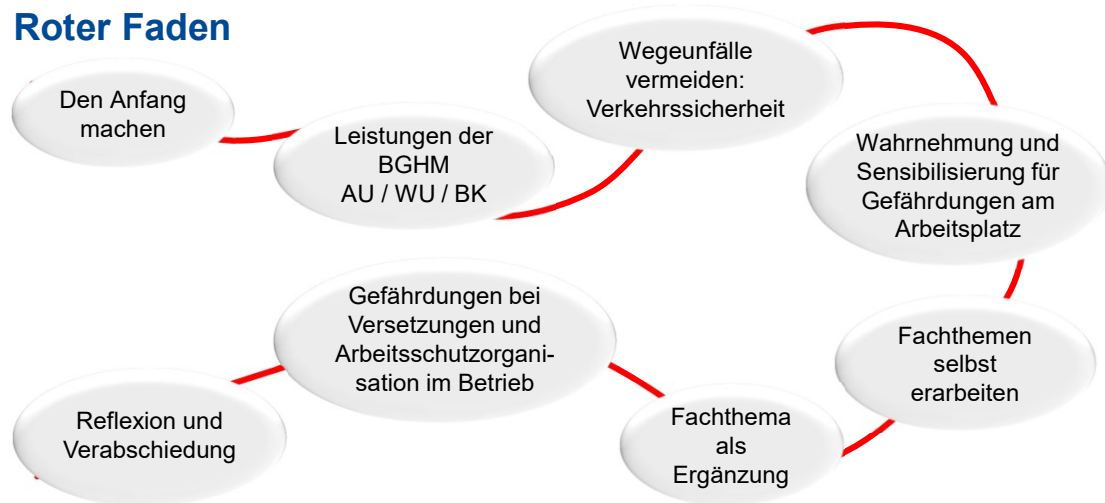 Roter Faden
Den Anfang
machen
Leistungen der
BGHM
AU / WU / BK
Wegeunfälle
vermeiden:
Verkehrssicherheit
Wahrnehmung und
Sensibilisierung für
Gefährdungen am
Arbeitsplatz
Fachthemen
selbst
erarbeiten
Fachthema
als
Ergänzung
Gefährdungen bei
Versetzungen und
Arbeitsschutzorgani-
sation im Betrieb
Reflexion und
Verabschiedung